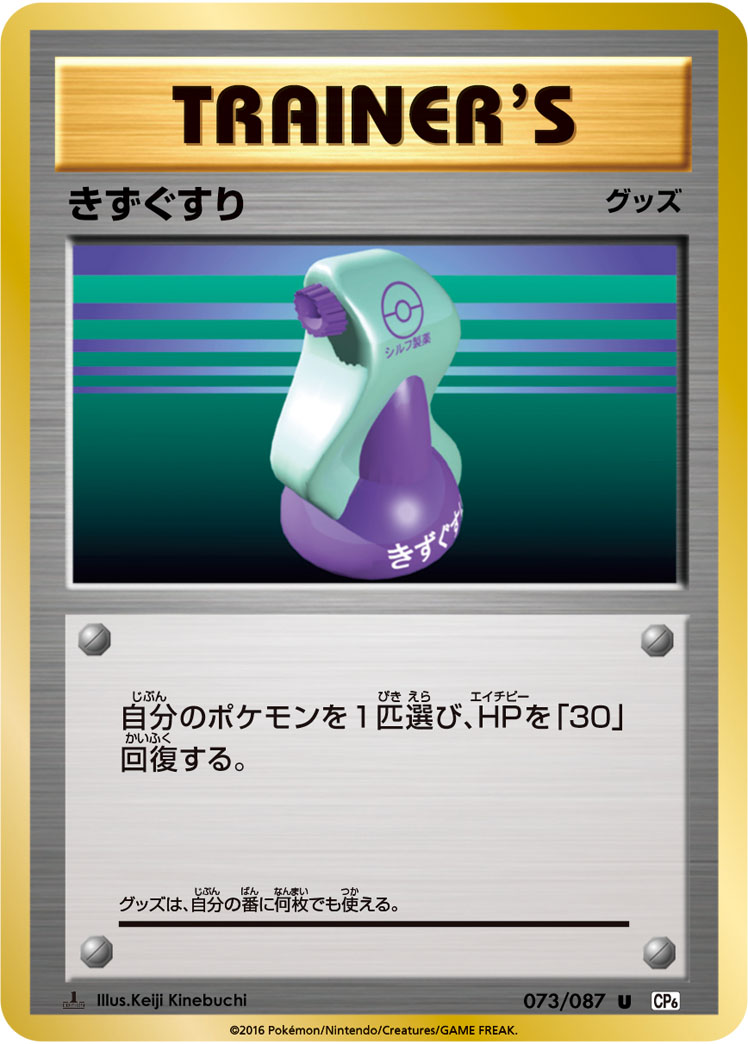 TRAINER'S
きずぐすり
グッズ
シルフ製薬
きずぐす
じぶん びき えら エイチピー
自分のポケモンを1匹選び、HPを「30」
かいふく
回復する。
じぶん ばん なんまい つか
グッズは、自分の番に何枚でも使える。
1 Illus.Keiji Kinebuchi 073/087 U CP6
©2016 Pokémon/Nintendo/Creatures/GAME FREAK.